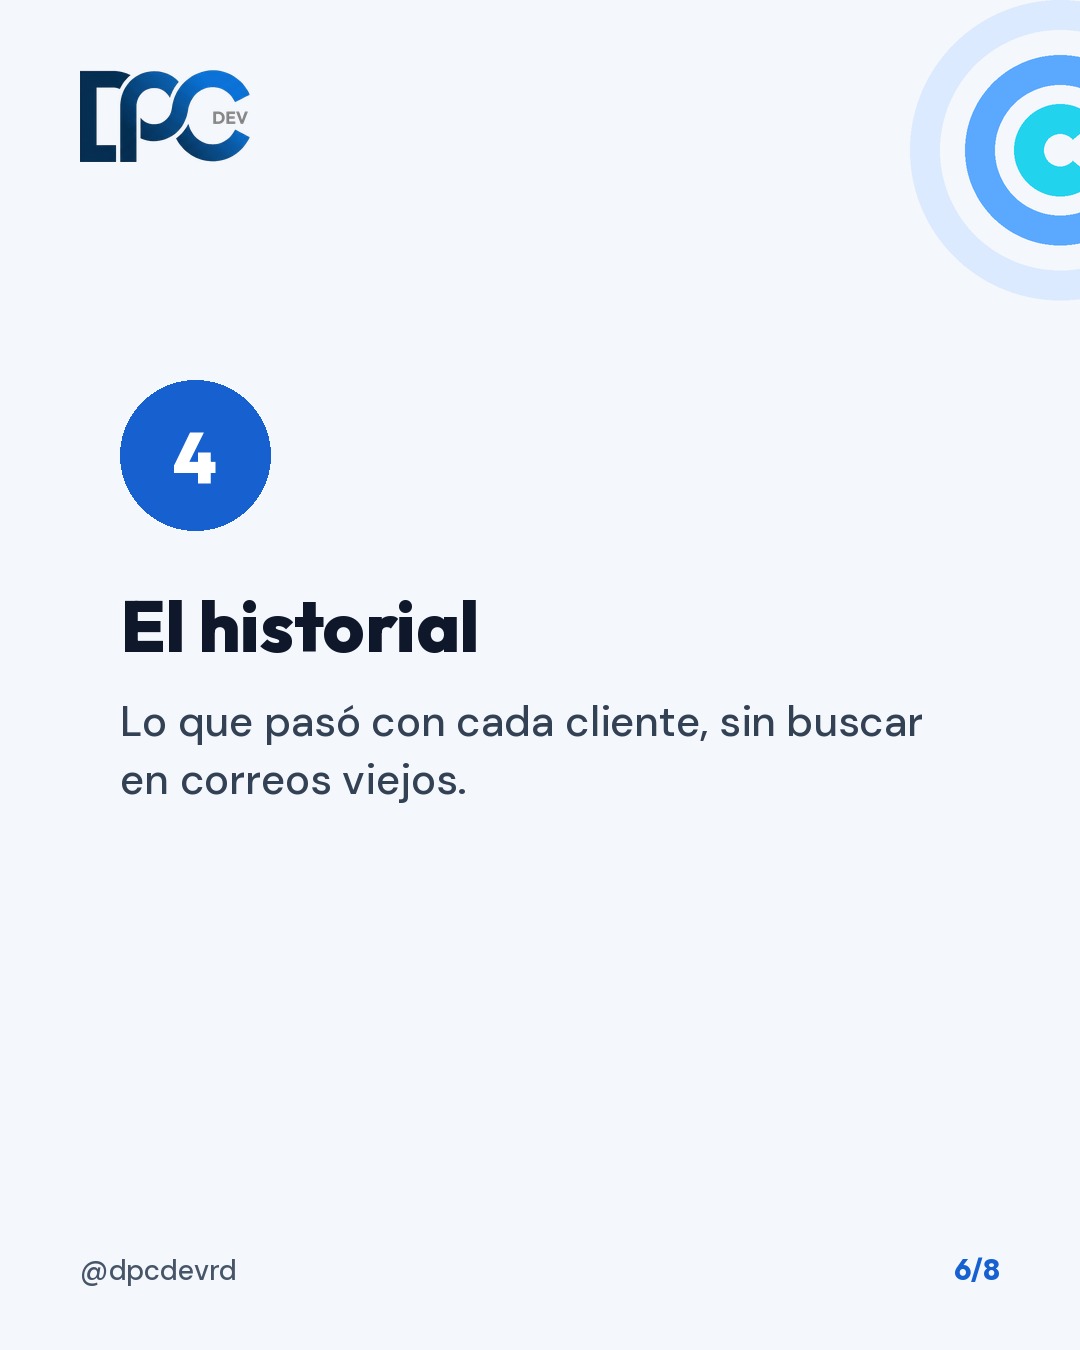 DPC
DEV
4
El historial
Lo que pasó con cada cliente, sin buscar
en correos viejos.
@dpcdevrd
6/8